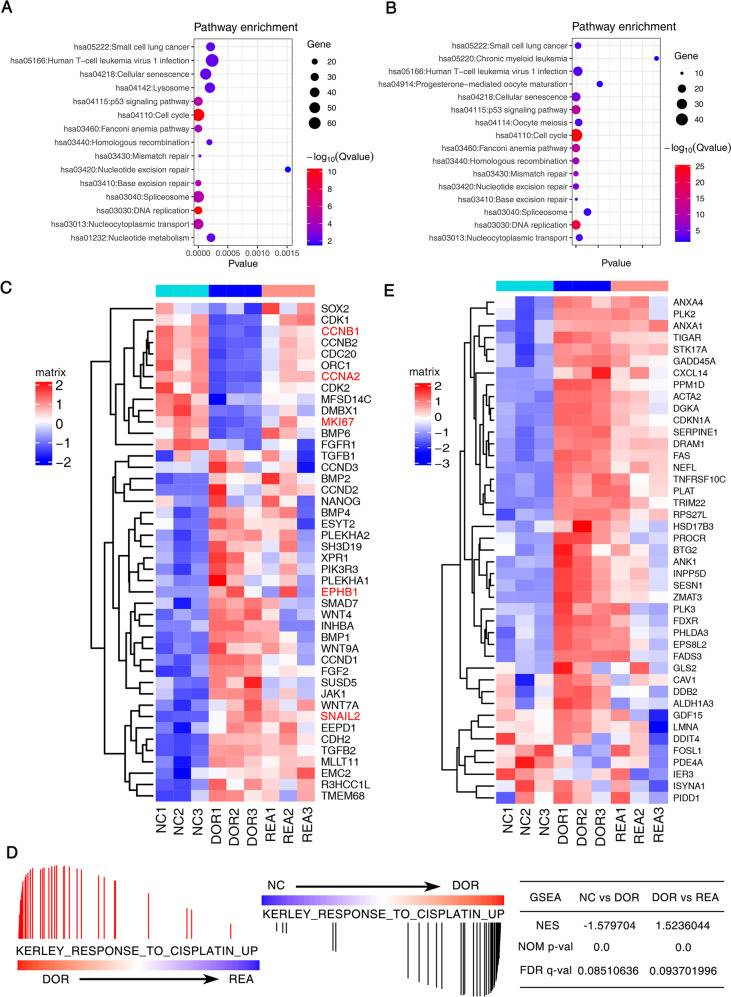 A
Pathway enrichment
hsa05222:Small cell lung cancer
hsa05166:Human T−cell leukemia virus 1 infection
hsa04218:Cellular senescence
hsa04142:Lysosome
hsa04115:p53 signaling pathway
hsa04110:Cell cycle
hsa03460:Fanconi anemia pathway
hsa03440:Homologous recombination
hsa03430:Mismatch repair
hsa03420:Nucleotide excision repair
hsa03410:Base excision repair
hsa03040:Spliceosome
hsa03030:DNA replication
hsa03013:Nucleocytoplasmic transport
hsa01232:Nucleotide metabolism
0.0000 0.0005 0.0010 0.0015
Pvalue
Gene
20
30
40
50
60
−log10(Qvalue)
10
8
6
4
2
B
Pathway enrichment
hsa05222:Small cell lung cancer
hsa05220:Chronic myeloid leukemia
hsa05166:Human T−cell leukemia virus 1 infection
hsa04914:Progesterone−mediated oocyte maturation
hsa04218:Cellular senescence
hsa04115:p53 signaling pathway
hsa04114:Oocyte meiosis
hsa04110:Cell cycle
hsa03460:Fanconi anemia pathway
hsa03440:Homologous recombination
hsa03430:Mismatch repair
hsa03420:Nucleotide excision repair
hsa03410:Base excision repair
hsa03040:Spliceosome
hsa03030:DNA replication
hsa03013:Nucleocytoplasmic transport
Pvalue
Gene
10
20
30
40
−log10(Qvalue)
25
20
15
10
5
C
matrix
2
1
0
−1
−2
SOX2
CDK1
CCNB1
CCNB2
CDC20
ORC1
CCNA2
CDK2
MFSD14C
DMBX1
MKI67
BMP6
FGFR1
TGFB1
CCND3
BMP2
CCND2
NANOG
BMP4
ESYT2
PLEKHA2
SH3D19
XPR1
PIK3R3
PLEKHA1
EPHB1
SMAD7
WNT4
INHBA
BMP1
WNT9A
CCND1
FGF2
SUSD5
JAK1
WNT7A
SNAIL2
EEPD1
CDH2
TGFB2
MLLT11
EMC2
R3HCC1L
TMEM68
NC1 NC2 NC3 DOR1 DOR2 DOR3 REA1 REA2 REA3
E
matrix
2
1
0
−1
−2
−3
ANXA4
PLK2
ANXA1
TIGAR
STK17A
GADD45A
CXCL14
PPM1D
ACTA2
DGKA
CDKN1A
SERPINE1
DRAM1
FAS
NEFL
TNFRSF10C
PLAT
TRIM22
RPS27L
HSD17B3
PROCR
BTG2
ANK1
INPP5D
SESN1
ZMAT3
PLK3
FDXR
PHLDA3
EPS8L2
FADS3
GLS2
CAV1
DDB2
ALDH1A3
GDF15
LMNA
DDIT4
FOSL1
PDE4A
IER3
ISYNA1
PIDD1
NC1 NC2 NC3 DOR1 DOR2 DOR3 REA1 REA2 REA3
D
KERLEY_RESPONSE_TO_CISPLATIN_UP
DOR REA
NC DOR
KERLEY_RESPONSE_TO_CISPLATIN_UP
GSEA NC vs DOR DOR vs REA
NES -1.579704 1.5236044
NOM p-val 0.0 0.0
FDR q-val 0.08510636 0.093701996